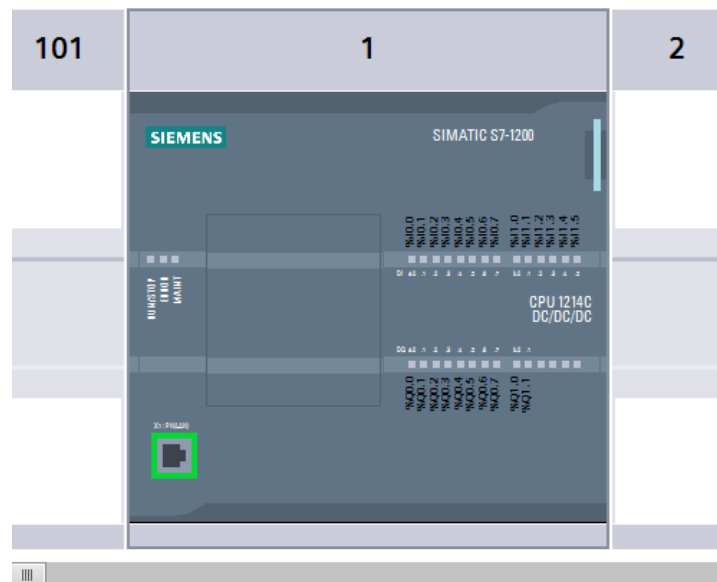 101
1
2
SIEMENS
SIMATIC S7-1200
%I0.0
%I0.1
%I0.2
%I0.3
%I0.4
%I0.5
%I0.6
%I0.7
%I1.0
%I1.1
%I1.2
%I1.3
%I1.4
%I1.5
RUN/STOP
ERROR
MAINT
CPU 1214C
DC/DC/DC
%Q0.0
%Q0.1
%Q0.2
%Q0.3
%Q0.4
%Q0.5
%Q0.6
%Q0.7
%Q1.0
%Q1.1
X1:PN(LAN)